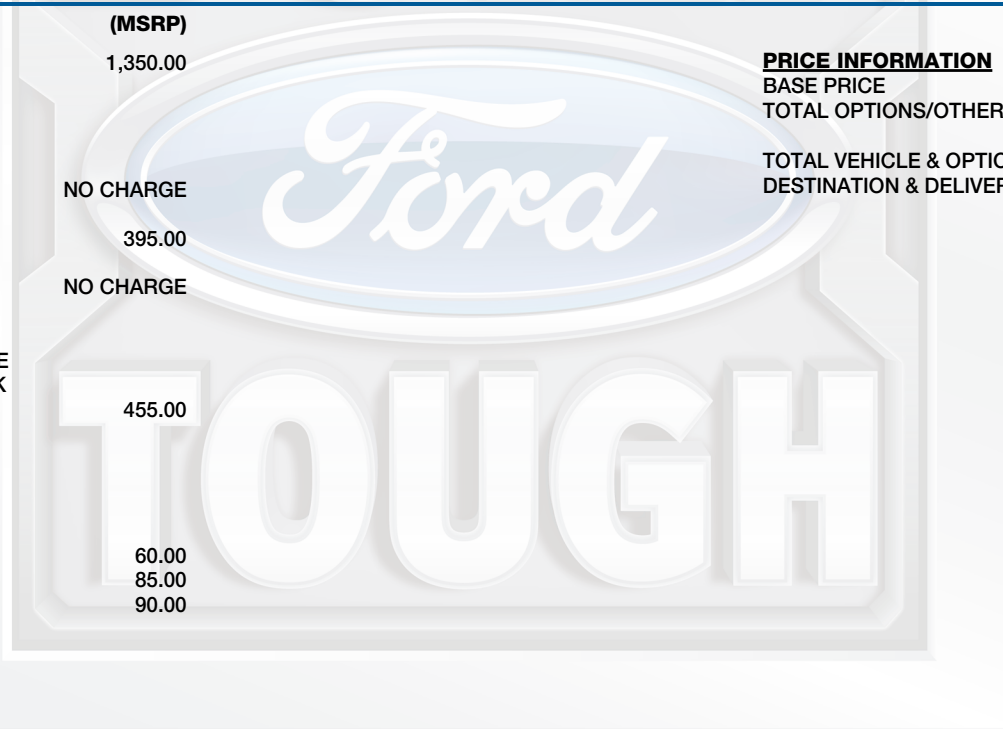 (MSRP)
1,350.00
NO CHARGE
395.00
NO CHARGE
E
K
455.00
60.00
85.00
90.00
PRICE INFORMATION
BASE PRICE
TOTAL OPTIONS/OTHER
TOTAL VEHICLE & OPTIO
DESTINATION & DELIVER
Ford
TOUGH